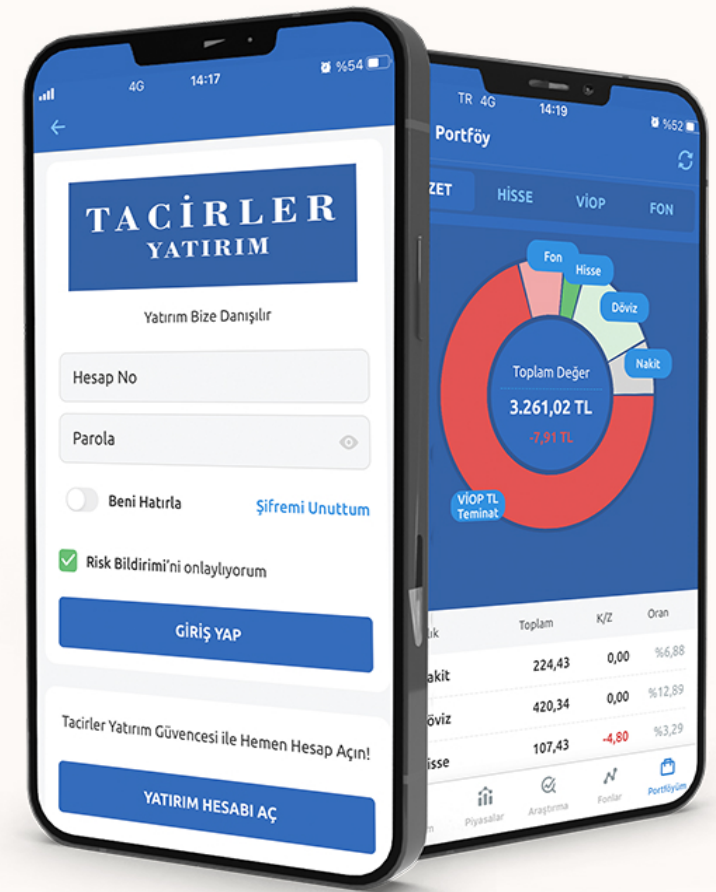 4G
14:17
%54
TACİRLER
YATIRIM
Yatırım Bize Danışılır
Hesap No
Parola
Beni Hatırla
Şifremi Unuttum
Risk Bildirimi'ni onlaylıyorum
GİRİŞ YAP
Tacirler Yatırım Güvencesi ile Hemen Hesap Açın!
YATIRIM HESABI AÇ
TR 4G
14:19
%52
Portföy
ZET
HİSSE
VİOP
FON
Fon
Hisse
Döviz
Nakit
Toplam Değer
3.261,02 TL
-7,91 TL
VİOP TL
Teminat
lık Toplam K/Z Oran
akit 224,43 0,00 %6,88
öviz 420,34 0,00 %12,89
isse 107,43 -4,80 %3,29
m
Piyasalar
Araştırma
Fonlar
Portföyüm